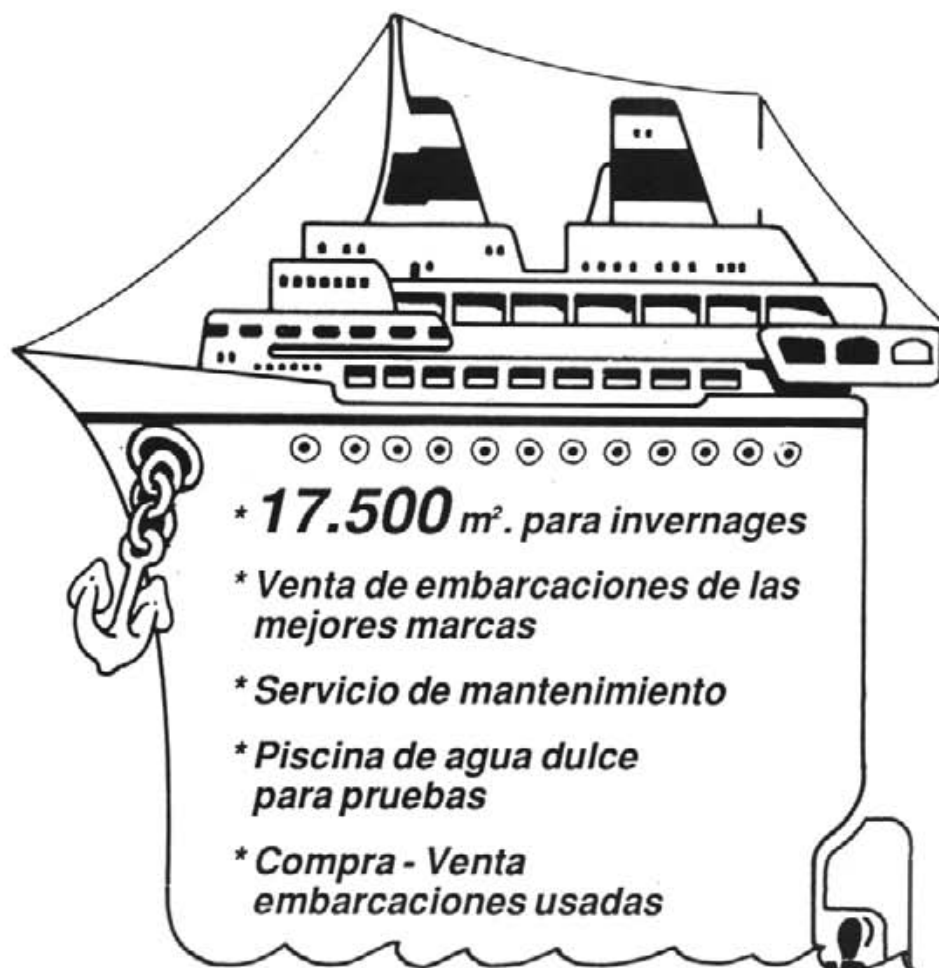 * 17.500 m². para invernages
* Venta de embarcaciones de las
mejores marcas
* Servicio de mantenimiento
* Piscina de agua dulce
para pruebas
* Compra - Venta
embarcaciones usadas